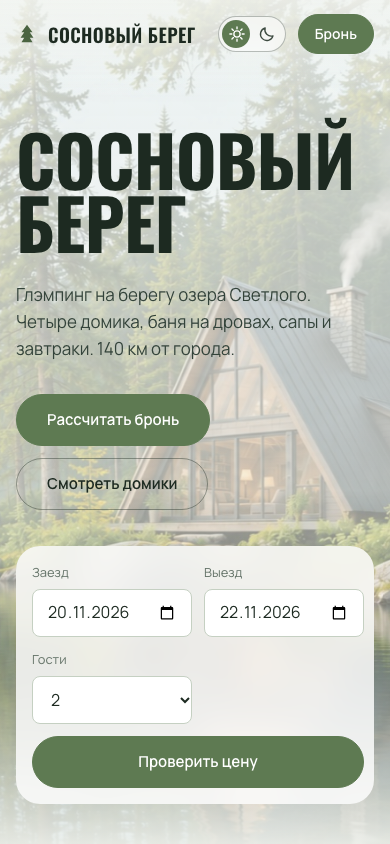 СОСНОВЫЙ БЕРЕГ
Бронь
СОСНОВЫЙ
БЕРЕГ
Глэмпинг на берегу озера Светлого.
Четыре домика, баня на дровах, сапы и
завтраки. 140 км от города.
Рассчитать бронь
Смотреть домики
Заезд
Выезд
20.11.2026
22.11.2026
Гости
2
Проверить цену